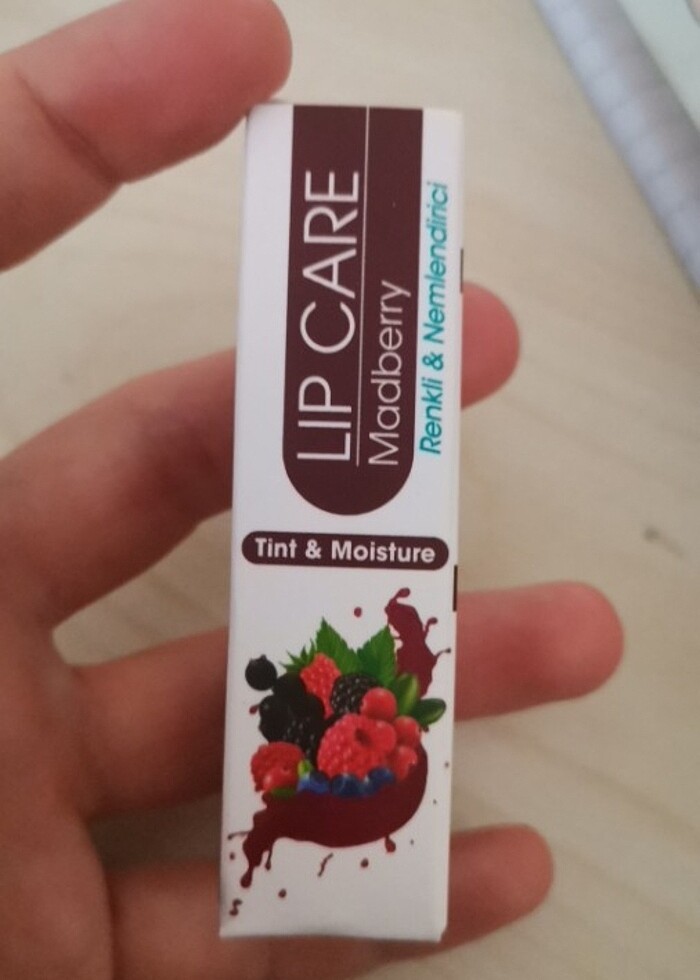 LIP CARE
Madberry
Renkli & Nemlendirici
Tint & Moisture